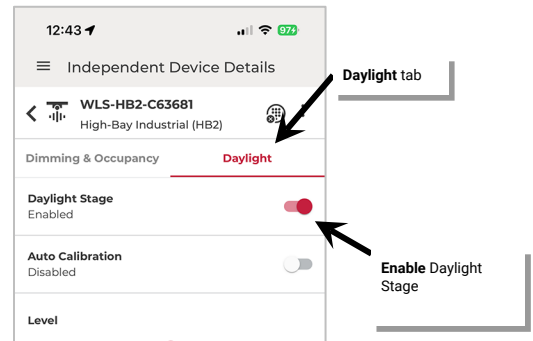 12:43
97
Independent Device Details
WLS-HB2-C63681
High-Bay Industrial (HB2)
Dimming & Occupancy
Daylight
Daylight Stage
Enabled
Auto Calibration
Disabled
Level
Daylight tab
Enable Daylight
Stage